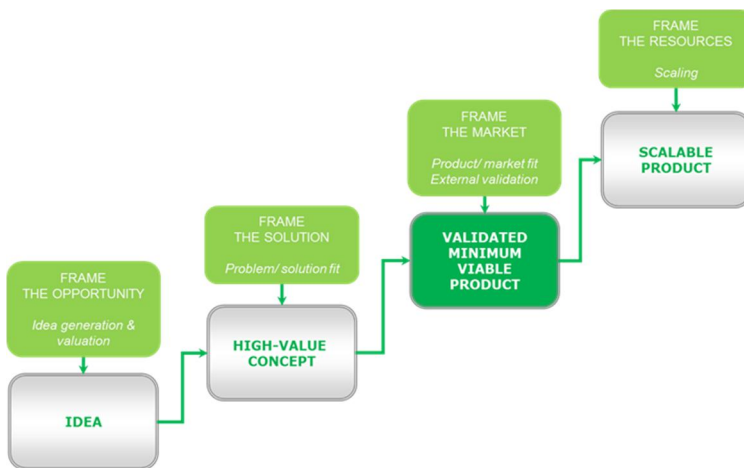 FRAME
THE RESOURCES
Scaling
SCALABLE
PRODUCT
FRAME
THE MARKET
Product/ market fit
External validation
VALIDATED
MINIMUM
VIABLE
PRODUCT
FRAME
THE SOLUTION
Problem/ solution fit
HIGH-VALUE
CONCEPT
FRAME
THE OPPORTUNITY
Idea generation &
valuation
IDEA